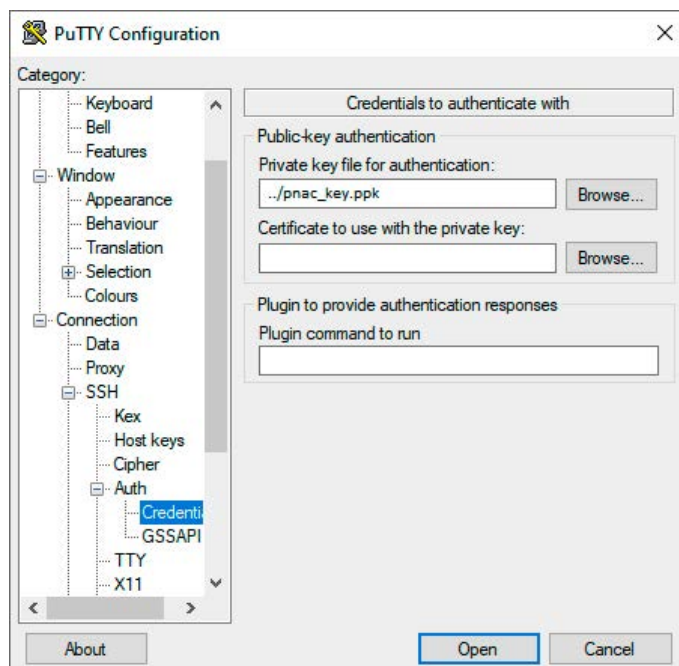 PuTTY Configuration
Category:
Keyboard
Bell
Features
Window
Appearance
Behaviour
Translation
Selection
Colours
Connection
Data
Proxy
SSH
Kex
Host keys
Cipher
Auth
Credentia
GSSAPI
TTY
X11
Credentials to authenticate with
Public-key authentication
Private key file for authentication:
../pnac_key.ppk Browse...
Certificate to use with the private key:
Browse...
Plugin to provide authentication responses
Plugin command to run
About Open Cancel